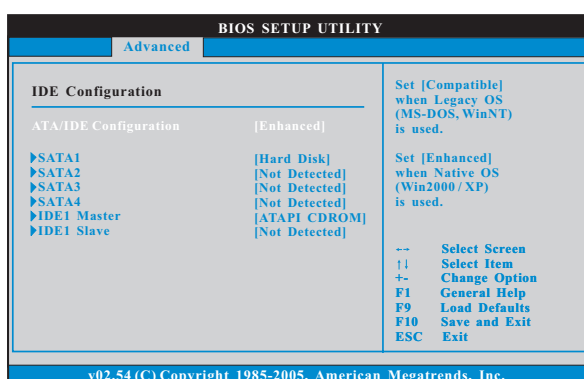 BIOS SETUP UTILITY
Advanced
IDE Configuration
ATA/IDE Configuration [Enhanced]
SATA1 [Hard Disk]
SATA2 [Not Detected]
SATA3 [Not Detected]
SATA4 [Not Detected]
IDE1 Master [ATAPI CDROM]
IDE1 Slave [Not Detected]
Set [Compatible]
when Legacy OS
(MS-DOS, WinNT)
is used.
Set [Enhanced]
when Native OS
(Win2000 / XP)
is used.
←→ Select Screen
↑↓ Select Item
+- Change Option
F1 General Help
F9 Load Defaults
F10 Save and Exit
ESC Exit
v02.54 (C) Copyright 1985-2005, American Megatrends, Inc.